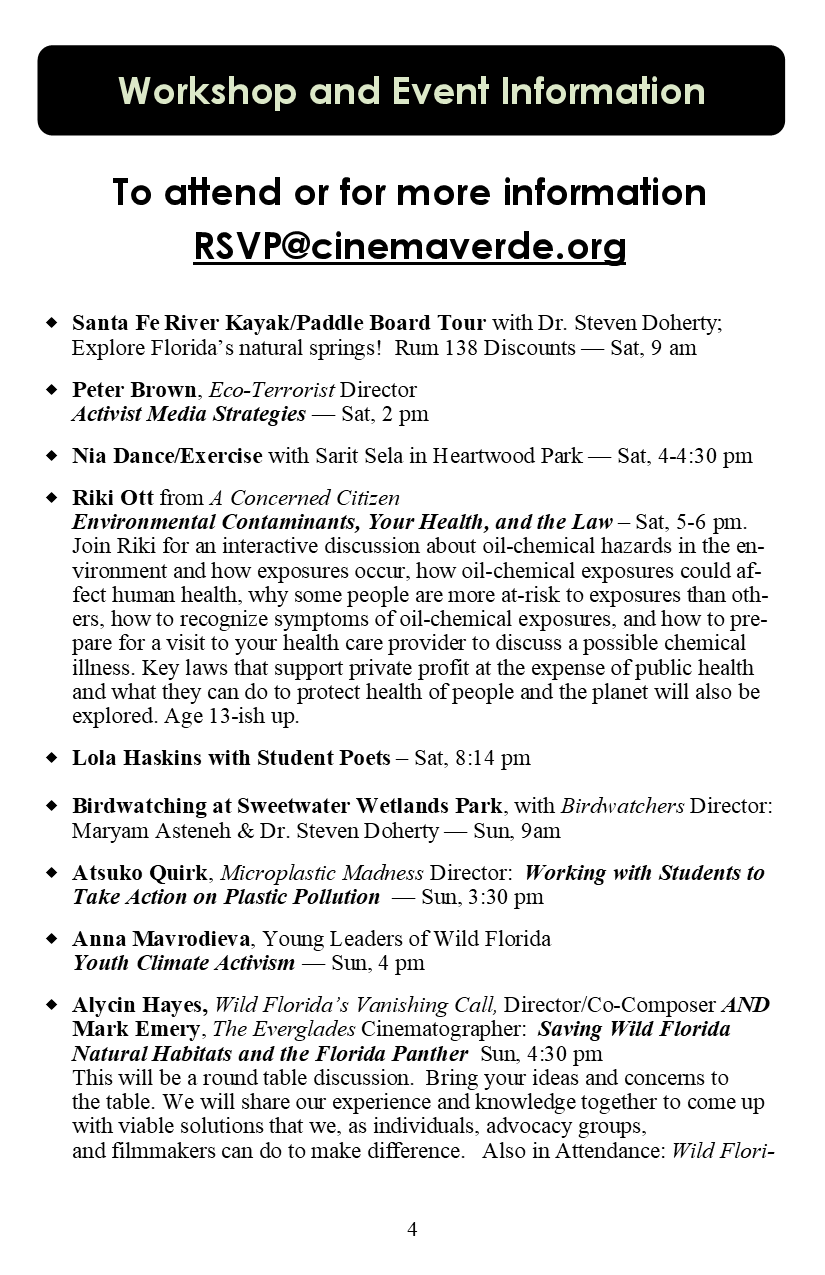 Workshop and Event Information
To attend or for more information
RSVP@cinemaverde.org
◆ Santa Fe River Kayak/Paddle Board Tour with Dr. Steven Doherty;
Explore Florida's natural springs!  Rum 138 Discounts — Sat, 9 am
◆ Peter Brown, Eco-Terrorist Director
Activist Media Strategies — Sat, 2 pm
◆ Nia Dance/Exercise with Sarit Sela in Heartwood Park — Sat, 4-4:30 pm
◆ Riki Ott from A Concerned Citizen
Environmental Contaminants, Your Health, and the Law – Sat, 5-6 pm.
Join Riki for an interactive discussion about oil-chemical hazards in the en-
vironment and how exposures occur, how oil-chemical exposures could af-
fect human health, why some people are more at-risk to exposures than oth-
ers, how to recognize symptoms of oil-chemical exposures, and how to pre-
pare for a visit to your health care provider to discuss a possible chemical
illness. Key laws that support private profit at the expense of public health
and what they can do to protect health of people and the planet will also be
explored. Age 13-ish up.
◆ Lola Haskins with Student Poets – Sat, 8:14 pm
◆ Birdwatching at Sweetwater Wetlands Park, with Birdwatchers Director:
Maryam Asteneh & Dr. Steven Doherty — Sun, 9am
◆ Atsuko Quirk, Microplastic Madness Director:  Working with Students to
Take Action on Plastic Pollution  — Sun, 3:30 pm
◆ Anna Mavrodieva, Young Leaders of Wild Florida
Youth Climate Activism — Sun, 4 pm
◆ Alycin Hayes, Wild Florida's Vanishing Call, Director/Co-Composer AND
Mark Emery, The Everglades Cinematographer:  Saving Wild Florida
Natural Habitats and the Florida Panther  Sun, 4:30 pm
This will be a round table discussion.  Bring your ideas and concerns to
the table. We will share our experience and knowledge together to come up
with viable solutions that we, as individuals, advocacy groups,
and filmmakers can do to make difference.   Also in Attendance: Wild Flori-
4